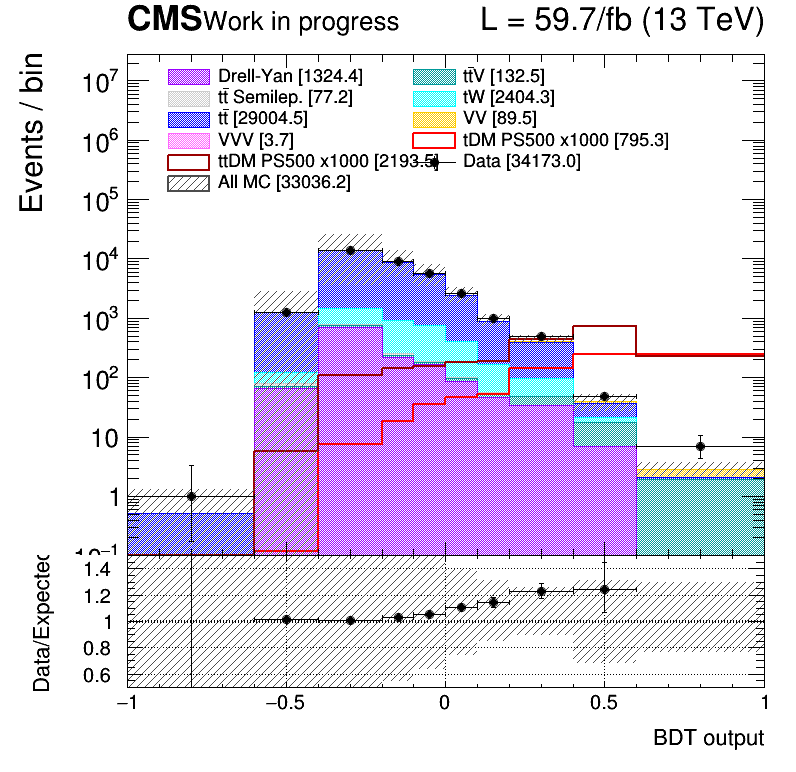 CMS Work in progress L = 59.7/fb (13 TeV)
Events / bin
Drell-Yan [1324.4] tt̄V [132.5]
tt̄ Semilep. [77.2] tW [2404.3]
tt̄ [29004.5] VV [89.5]
VVV [3.7] tDM PS500 x1000 [795.3]
ttDM PS500 x1000 [2193.5] Data [34173.0]
All MC [33036.2]
10⁷
10⁶
10⁵
10⁴
10³
10²
10
1
10⁻¹
Data/Expected
1.4
1.2
1
0.8
0.6
−1 −0.5 0 0.5 1
BDT output